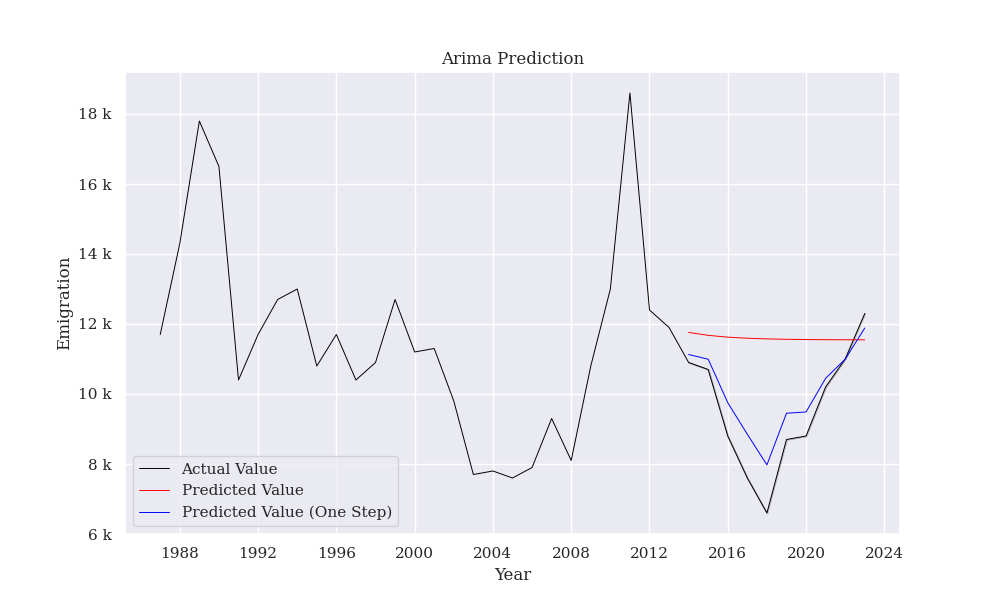 Arima Prediction
18 k
16 k
14 k
12 k
10 k
8 k
6 k
Emigration
Actual Value
Predicted Value
Predicted Value (One Step)
1988 1992 1996 2000 2004 2008 2012 2016 2020 2024
Year